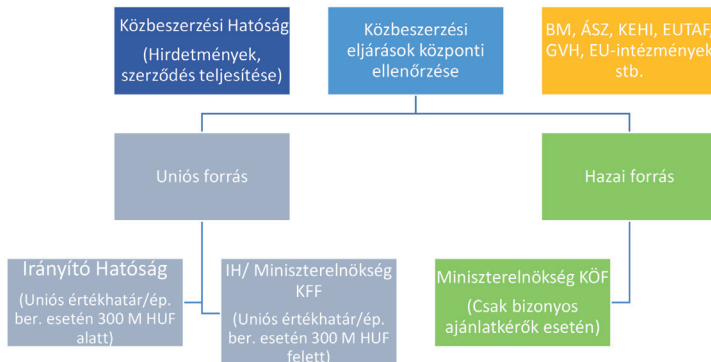 Közbeszerzési Hatóság
(Hirdetmények,
szerződés teljesítése)
Közbeszerzési
eljárások központi
ellenőrzése
BM, ÁSZ, KEHI, EUTAF,
GVH, EU-intézmények
stb.
Uniós forrás
Hazai forrás
Irányító Hatóság
(Uniós értékhatár/ép.
ber. esetén 300 M HUF
alatt)
IH/ Miniszterelnökség
KFF
(Uniós értékhatár/ép.
ber. esetén 300 M HUF
felett)
Miniszterelnökség KÖF
(Csak bizonyos
ajánlatkérők esetén)